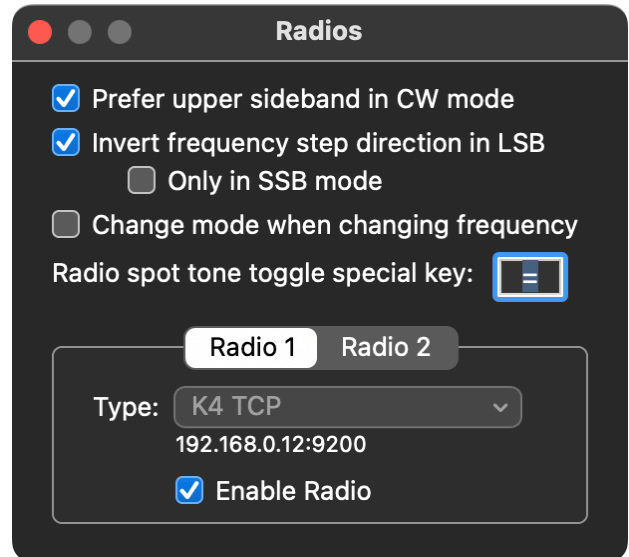 Radios
Prefer upper sideband in CW mode
Invert frequency step direction in LSB
Only in SSB mode
Change mode when changing frequency
Radio spot tone toggle special key: =
Radio 1 Radio 2
Type: K4 TCP
192.168.0.12:9200
Enable Radio